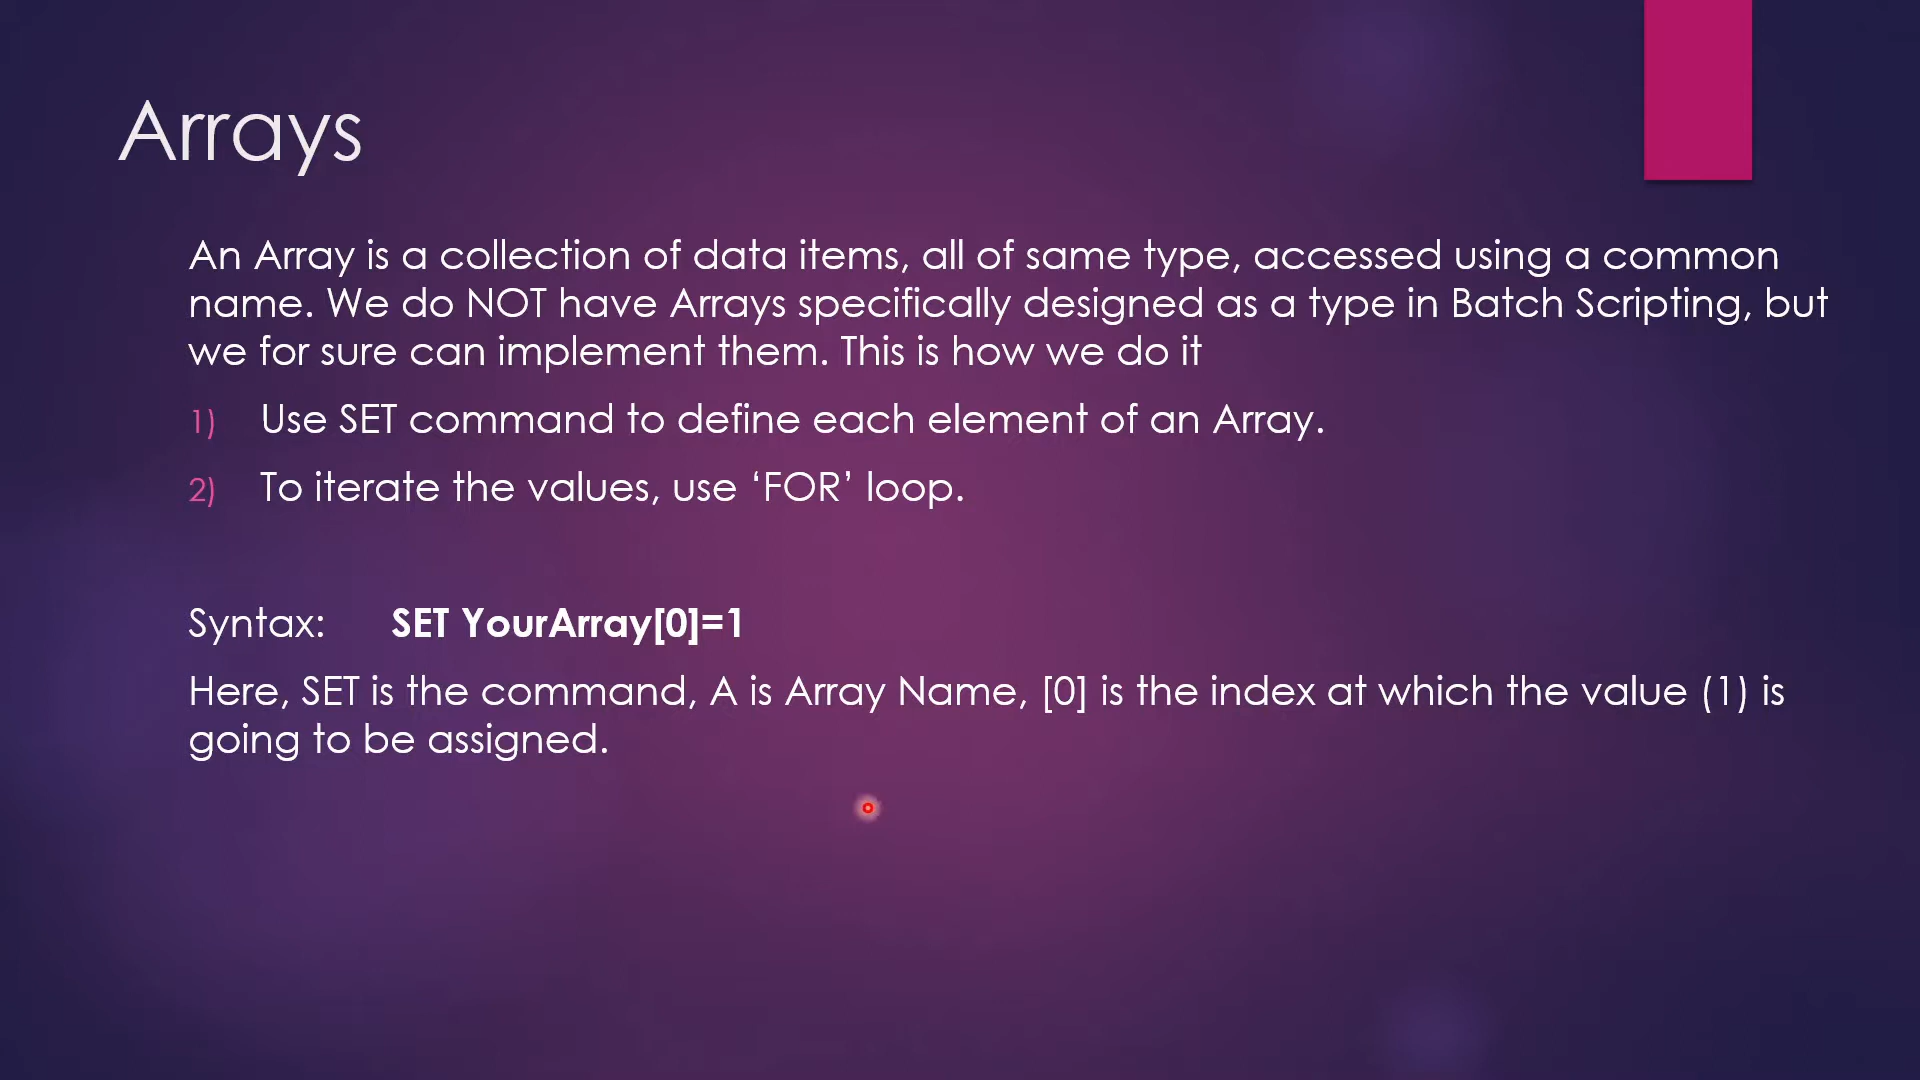 Arrays
An Array is a collection of data items, all of same type, accessed using a common
name. We do NOT have Arrays specifically designed as a type in Batch Scripting, but
we for sure can implement them. This is how we do it
1) Use SET command to define each element of an Array.
2) To iterate the values, use ‘FOR’ loop.
Syntax: SET YourArray[0]=1
Here, SET is the command, A is Array Name, [0] is the index at which the value (1) is
going to be assigned.